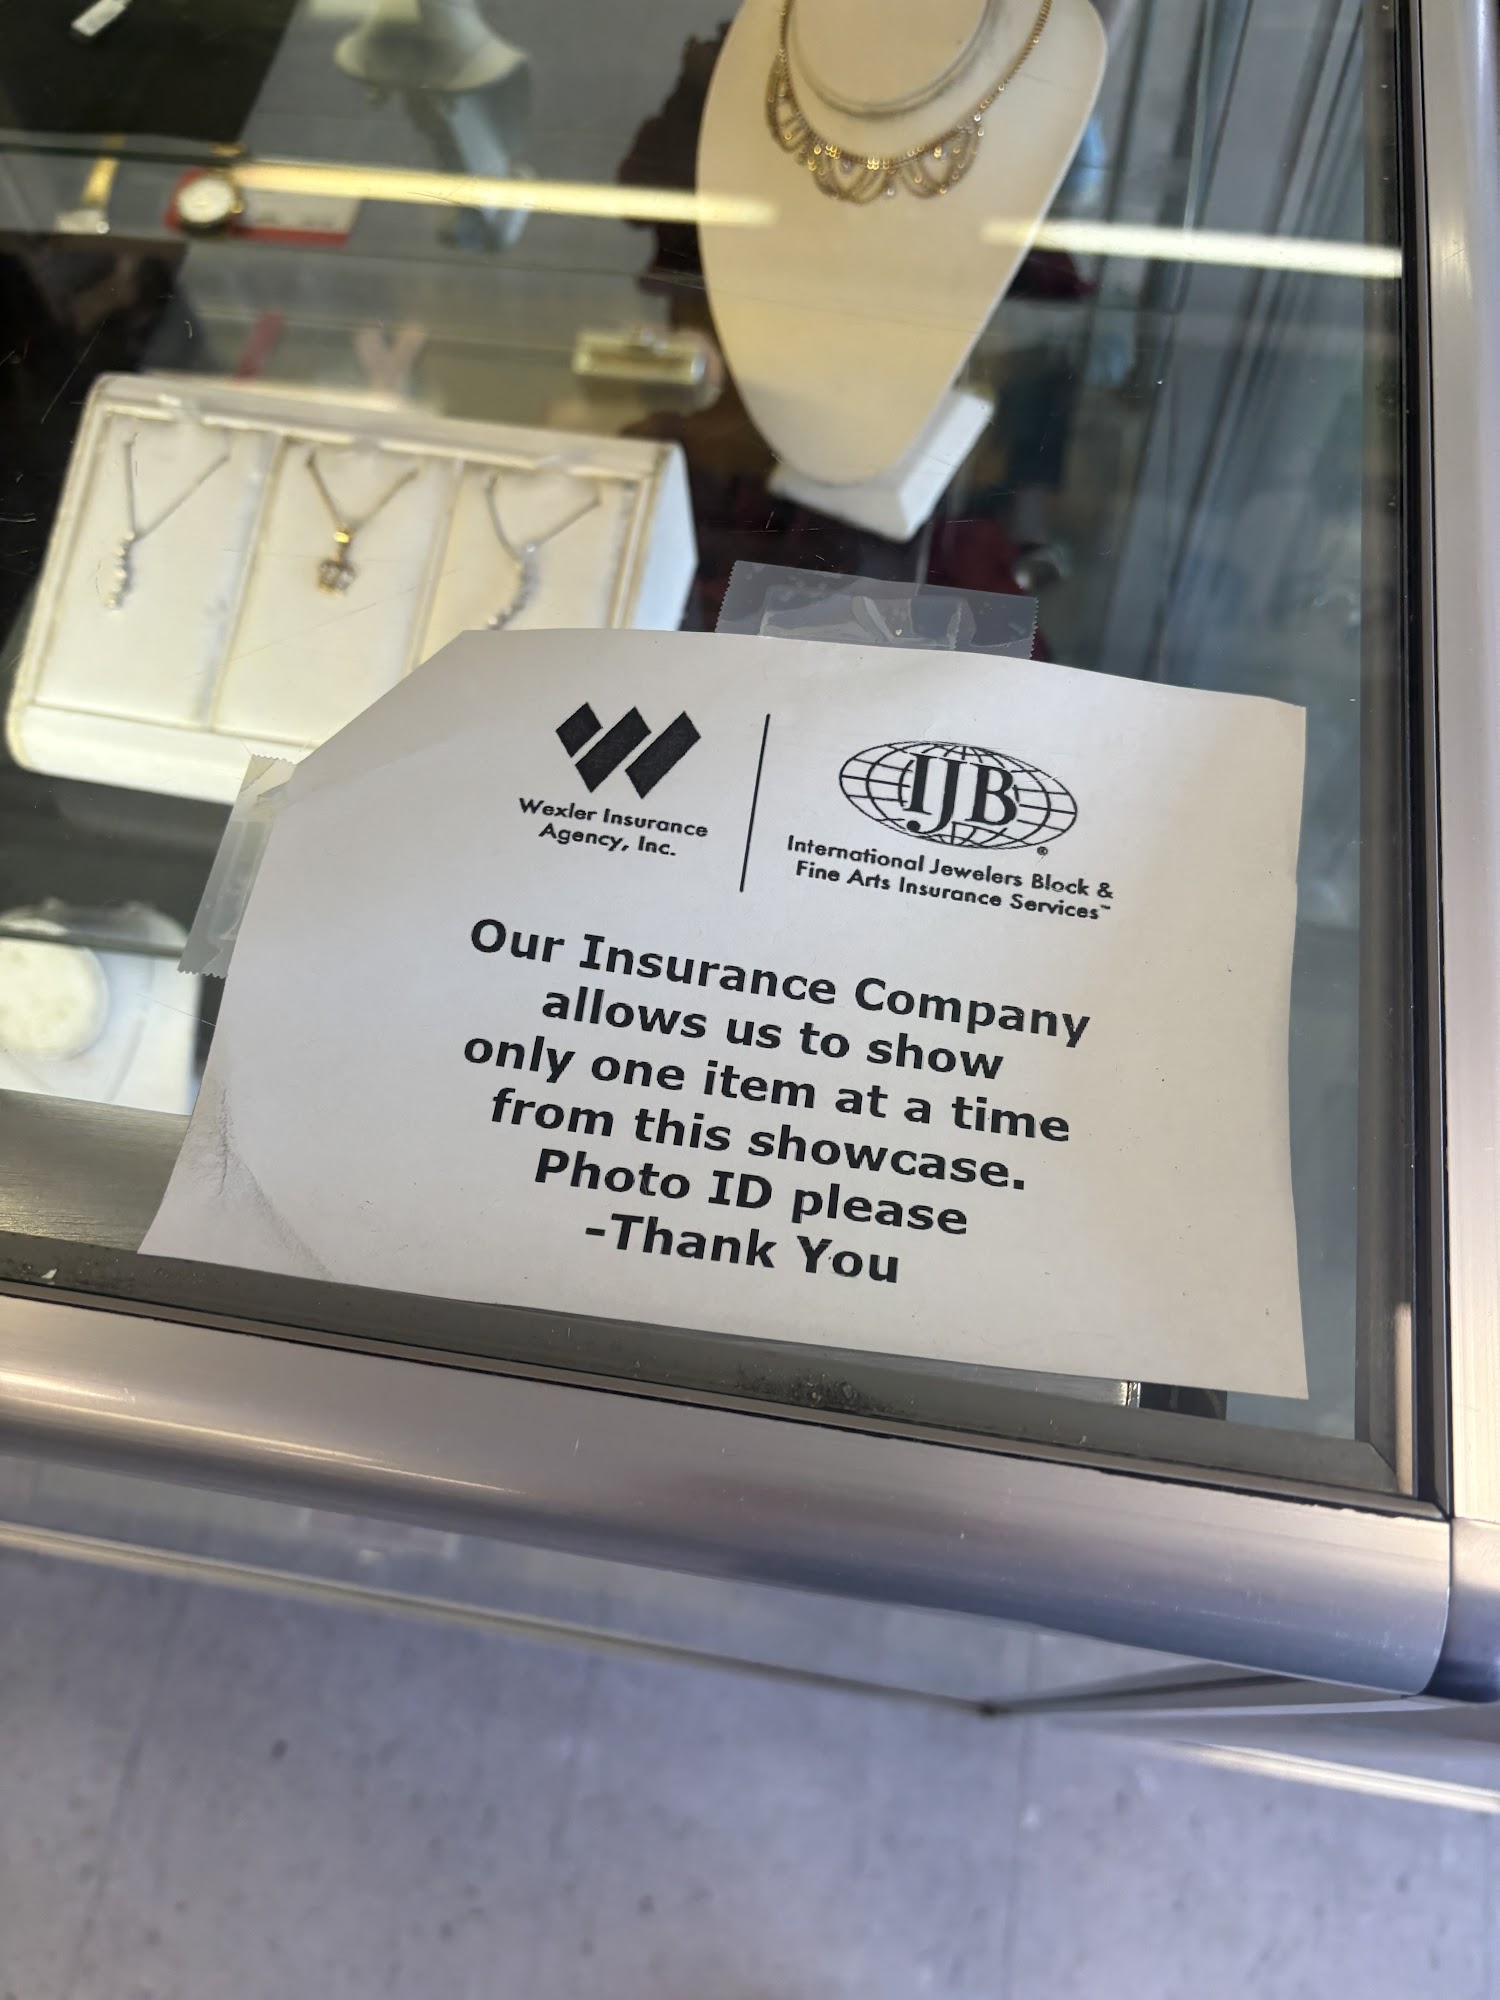 Wexler Insurance
Agency, Inc.
IJB®
International Jewelers Block &
Fine Arts Insurance Services™
Our Insurance Company
allows us to show
only one item at a time
from this showcase.
Photo ID please
-Thank You